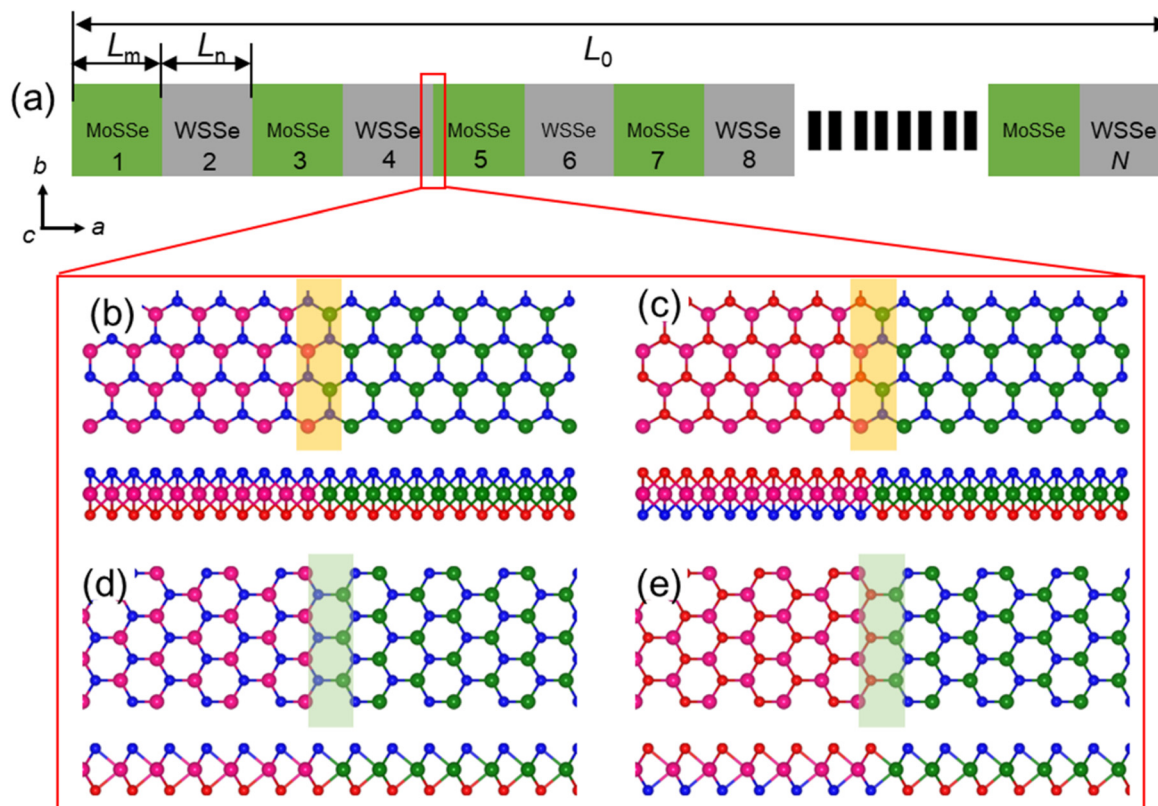 Lm Ln L0
(a) MoSSe WSSe MoSSe WSSe MoSSe WSSe MoSSe WSSe MoSSe WSSe
1 2 3 4 5 6 7 8 N
b
c a
(b) (c)
(d) (e)